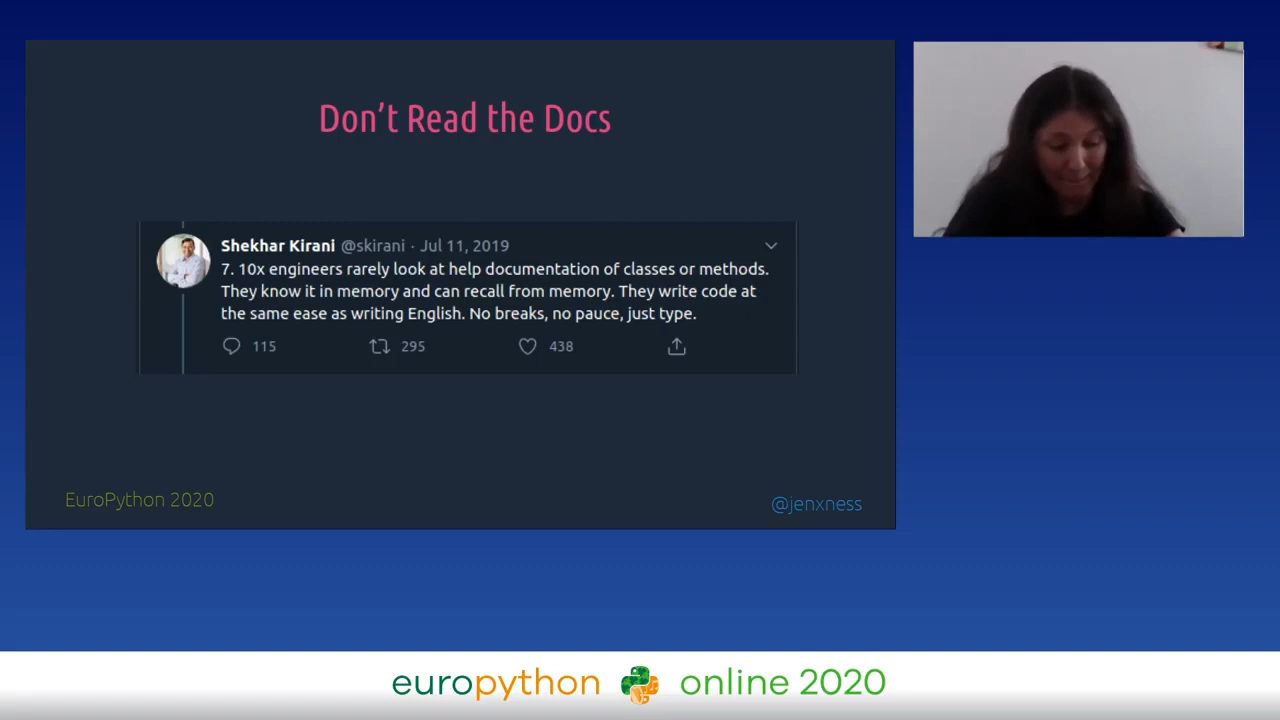 Don't Read the Docs
Shekhar Kirani @skirani · Jul 11, 2019
7. 10x engineers rarely look at help documentation of classes or methods.
They know it in memory and can recall from memory. They write code at
the same ease as writing English. No breaks, no pauce, just type.
115 295 438
EuroPython 2020
@jenxness
europython online 2020